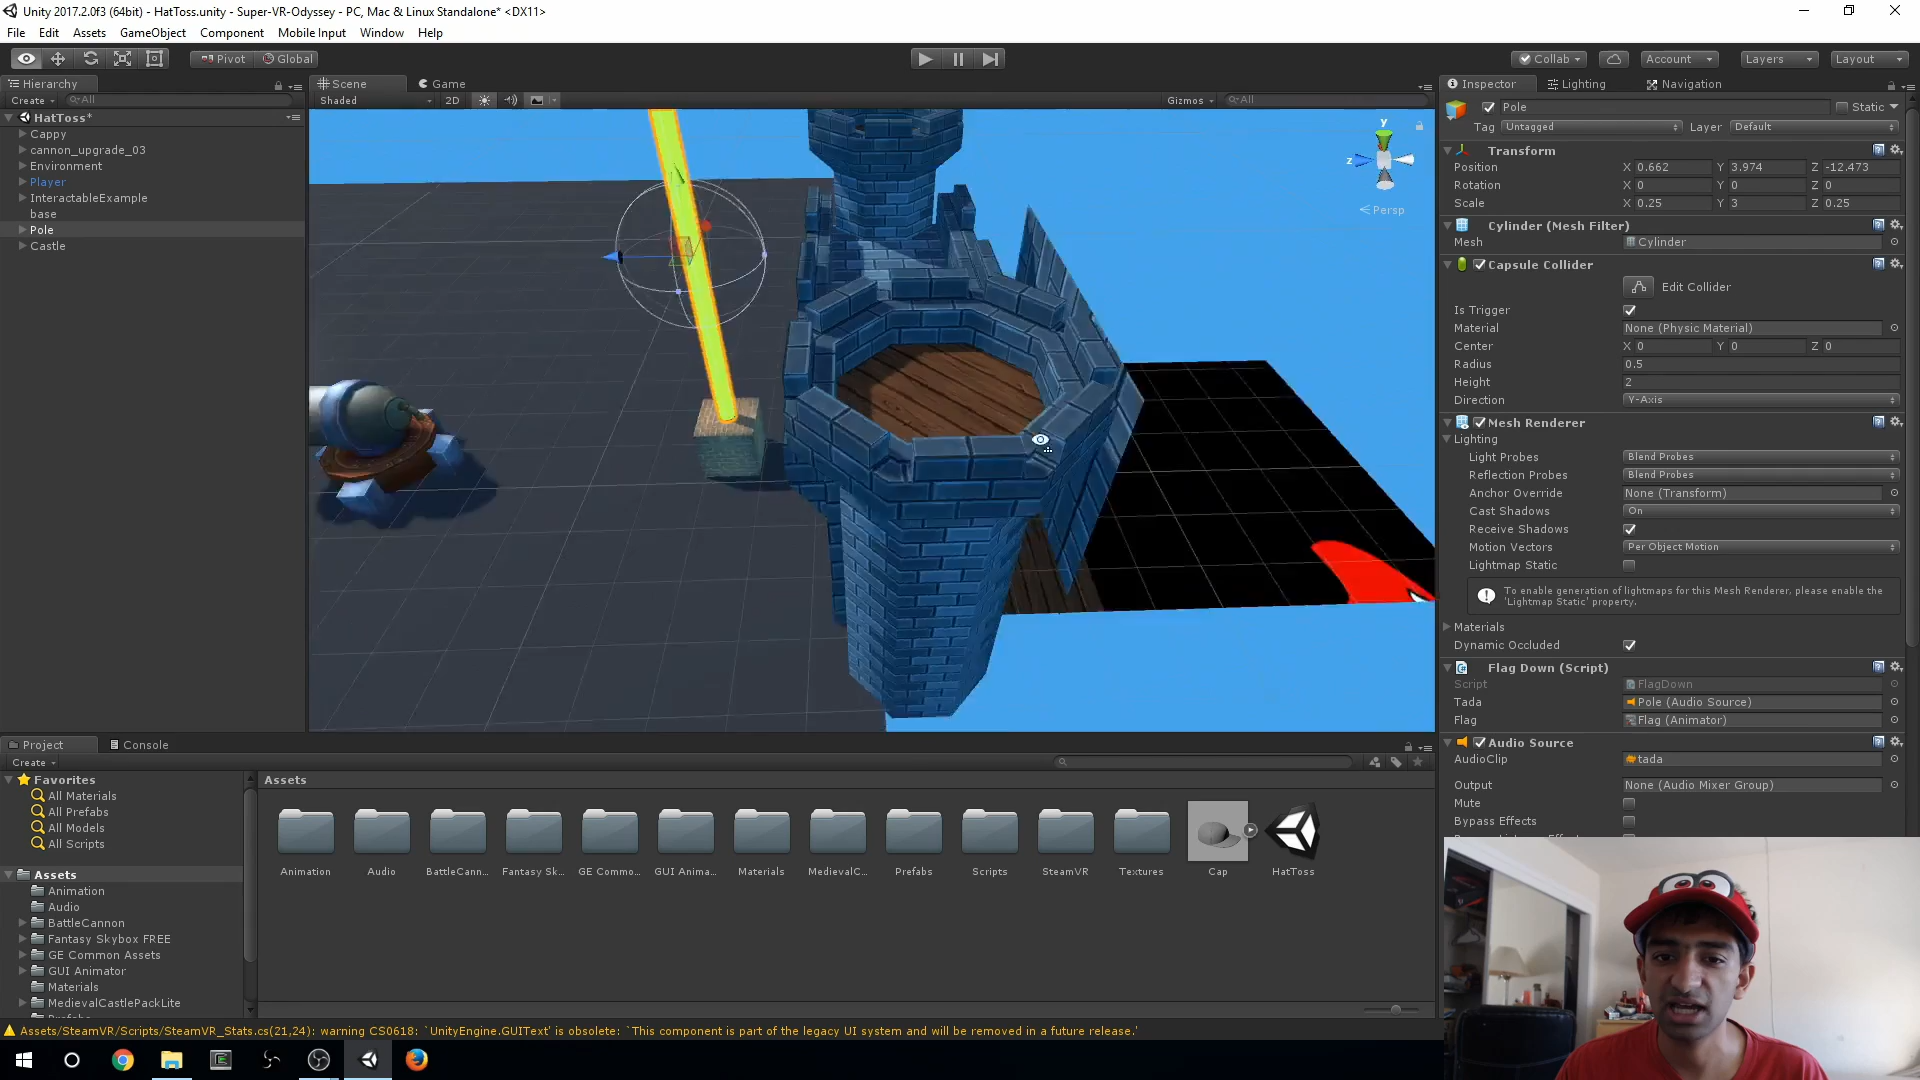 Unity 2017.2.0f3 (64bit) - HatToss.unity - Super-VR-Odyssey - PC, Mac & Linux Standalone* <DX11>
File Edit Assets GameObject Component Mobile Input Window Help
Pivot Global Collab Account Layers Layout
Hierarchy
Create All
HatToss*
Cappy
cannon_upgrade_03
Environment
Player
InteractableExample
base
Pole
Castle
Scene Game
Shaded 2D Gizmos All
y
z
Persp
Inspector Lighting Navigation
Pole Static
Tag Untagged Layer Default
Transform
Position X 0.662 Y 3.974 Z -12.473
Rotation X 0 Y 0 Z 0
Scale X 0.25 Y 3 Z 0.25
Cylinder (Mesh Filter)
Mesh Cylinder
Capsule Collider
Edit Collider
Is Trigger
Material None (Physic Material)
Center X 0 Y 0 Z 0
Radius 0.5
Height 2
Direction Y-Axis
Mesh Renderer
Lighting
Light Probes Blend Probes
Reflection Probes Blend Probes
Anchor Override None (Transform)
Cast Shadows On
Receive Shadows
Motion Vectors Per Object Motion
Lightmap Static
To enable generation of lightmaps for this Mesh Renderer, please enable the
'Lightmap Static' property.
Materials
Dynamic Occluded
Flag Down (Script)
Script FlagDown
Tada Pole (Audio Source)
Flag Flag (Animator)
Audio Source
AudioClip tada
Output None (Audio Mixer Group)
Mute
Bypass Effects
Project Console
Create
Favorites
All Materials
All Prefabs
All Models
All Scripts
Assets
Animation
Audio
BattleCannon
Fantasy Skybox FREE
GE Common Assets
GUI Animator
Materials
MedievalCastlePackLite
Assets
Animation Audio BattleCann... Fantasy Sk... GE Commo... GUI Anima... Materials MedievalC... Prefabs Scripts SteamVR Textures Cap HatToss
Assets/SteamVR/Scripts/SteamVR_Stats.cs(21,24): warning CS0618: `UnityEngine.GUIText' is obsolete: `This component is part of the legacy UI system and will be removed in a future release.'